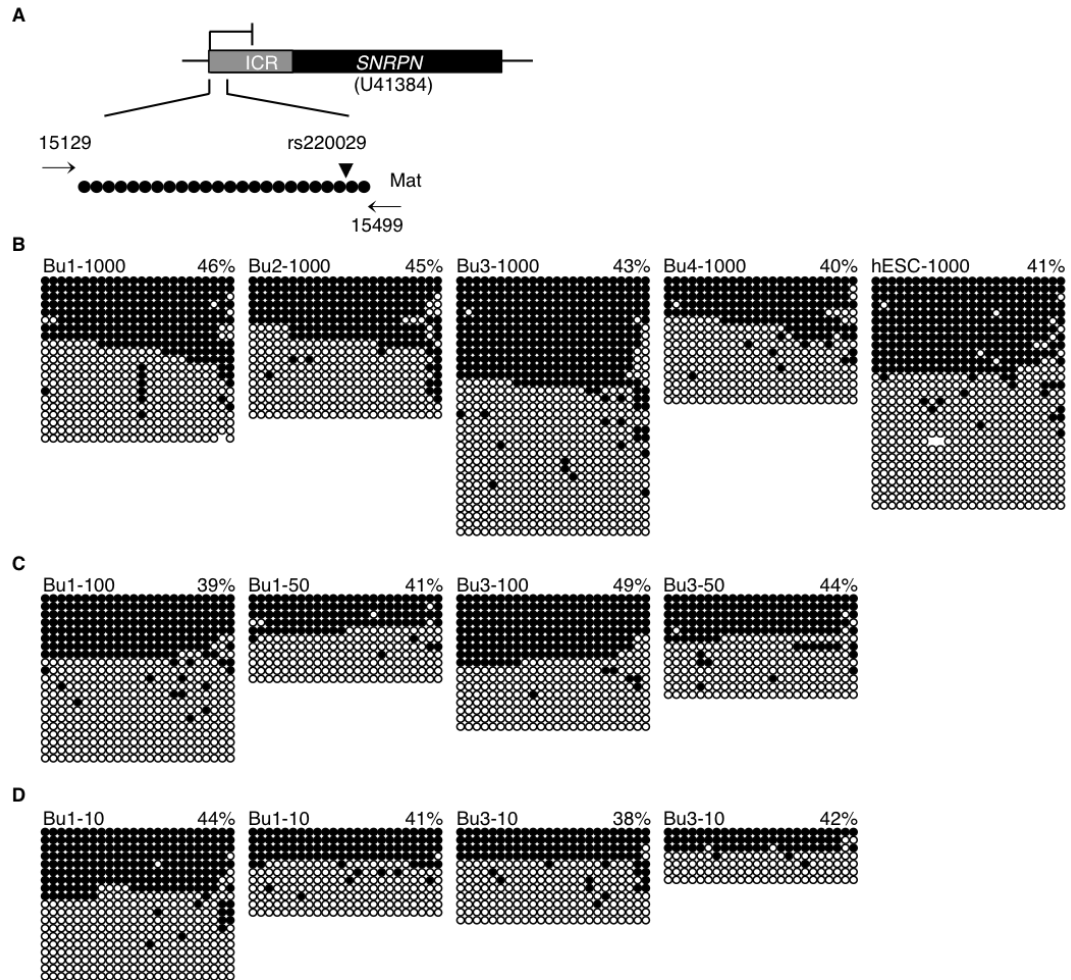 A
ICR SNRPN
(U41384)
15129 rs220029
Mat
15499
B
Bu1-1000 46% Bu2-1000 45% Bu3-1000 43% Bu4-1000 40% hESC-1000 41%
C
Bu1-100 39% Bu1-50 41% Bu3-100 49% Bu3-50 44%
D
Bu1-10 44% Bu1-10 41% Bu3-10 38% Bu3-10 42%